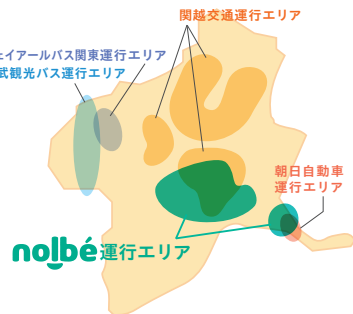 関越交通運行エリア
ェイアールバス関東運行エリア
武観光バス運行エリア
朝日自動車
運行エリア
nolbé運行エリア